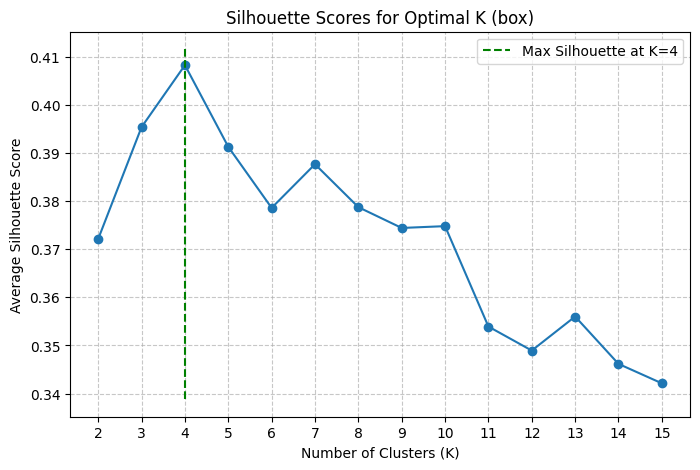 Silhouette Scores for Optimal K (box)
Max Silhouette at K=4
Average Silhouette Score
0.41
0.40
0.39
0.38
0.37
0.36
0.35
0.34
2 3 4 5 6 7 8 9 10 11 12 13 14 15
Number of Clusters (K)